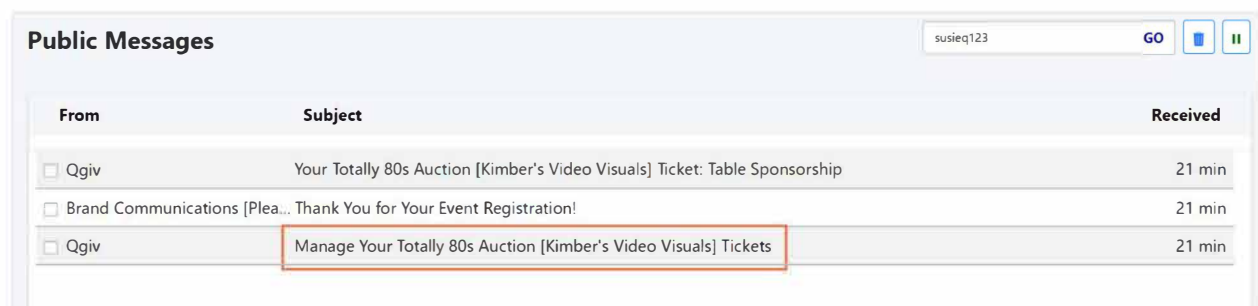 Public Messages
susieq123 GO
From Subject Received
Qgiv Your Totally 80s Auction [Kimber's Video Visuals] Ticket: Table Sponsorship 21 min
Brand Communications [Plea... Thank You for Your Event Registration! 21 min
Qgiv Manage Your Totally 80s Auction [Kimber's Video Visuals] Tickets 21 min